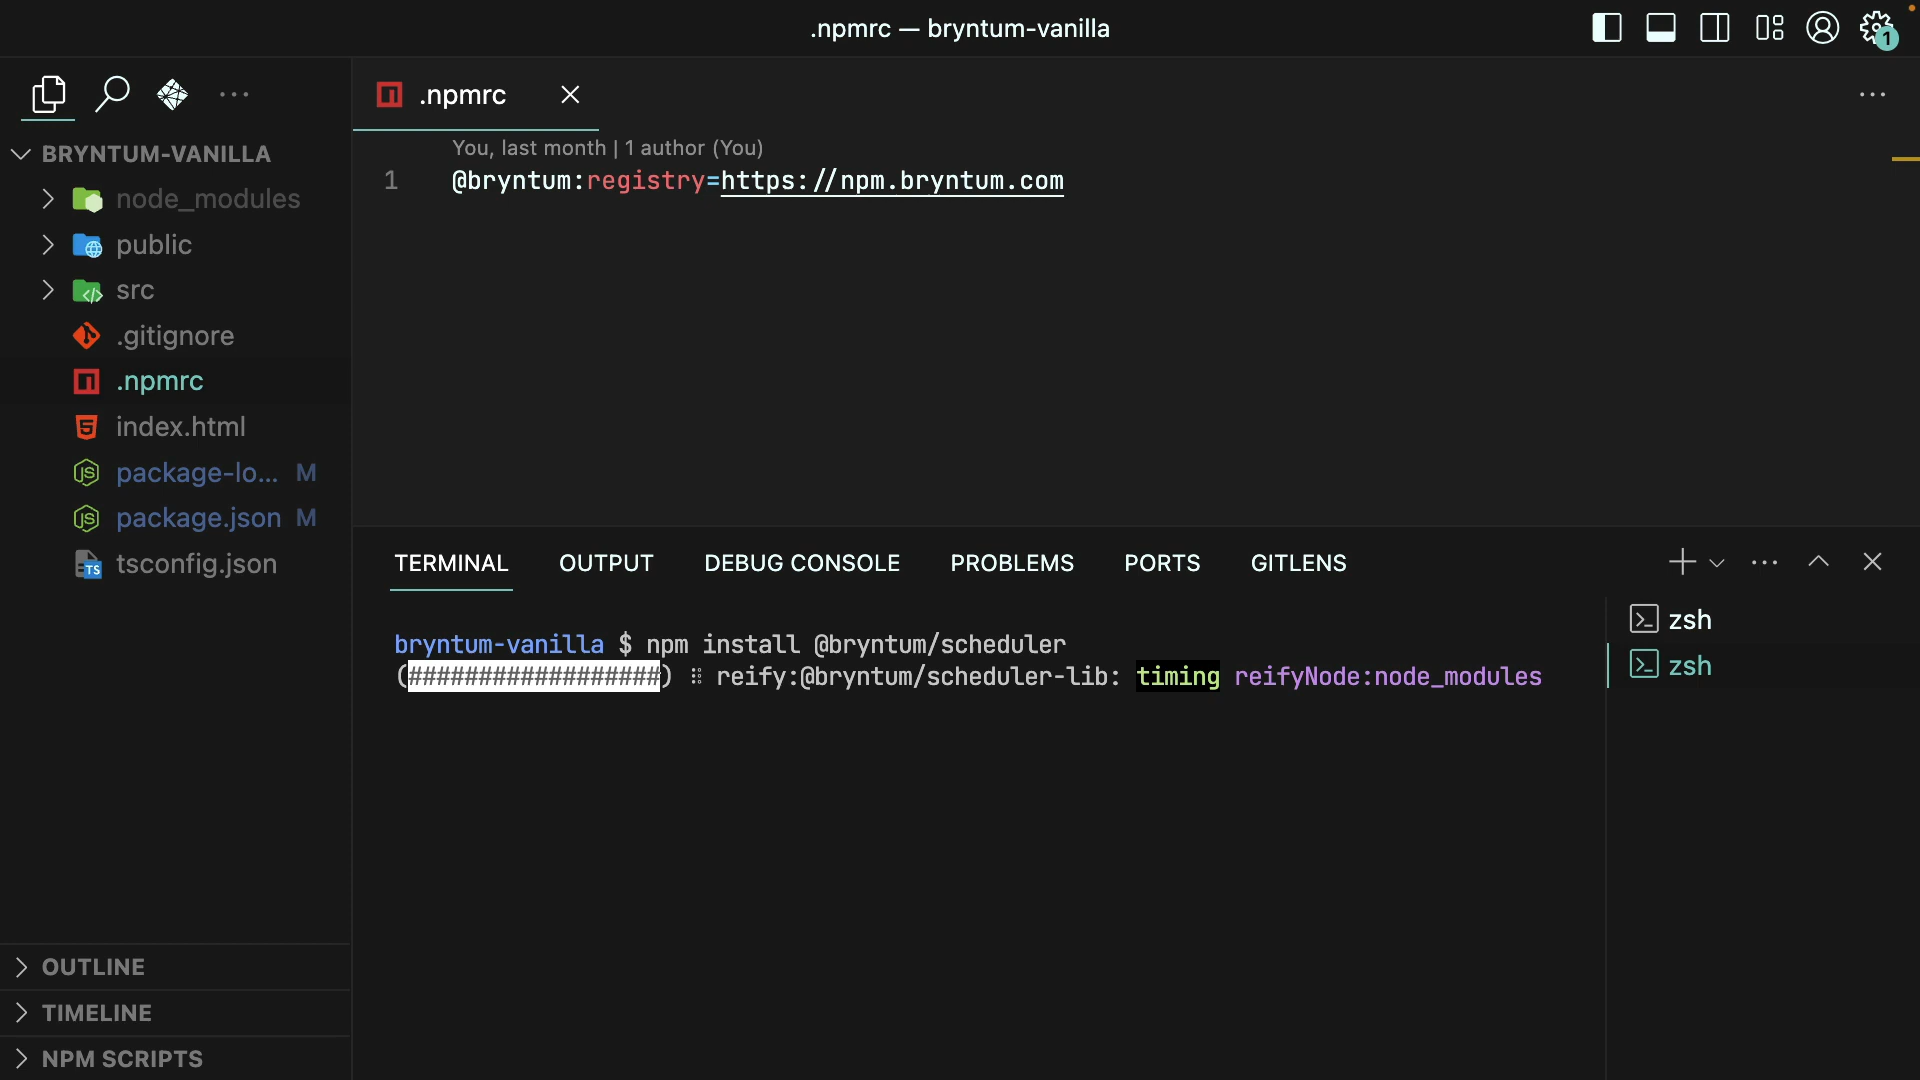 .npmrc — bryntum-vanilla
1
.npmrc
BRYNTUM-VANILLA
node_modules
public
src
.gitignore
.npmrc
index.html
package-lo... M
package.json M
tsconfig.json
OUTLINE
TIMELINE
NPM SCRIPTS
You, last month | 1 author (You)
1 @bryntum:registry=https://npm.bryntum.com
TERMINAL OUTPUT DEBUG CONSOLE PROBLEMS PORTS GITLENS
bryntum-vanilla $ npm install @bryntum/scheduler
(##################) ⠿ reify:@bryntum/scheduler-lib: timing reifyNode:node_modules
zsh
zsh